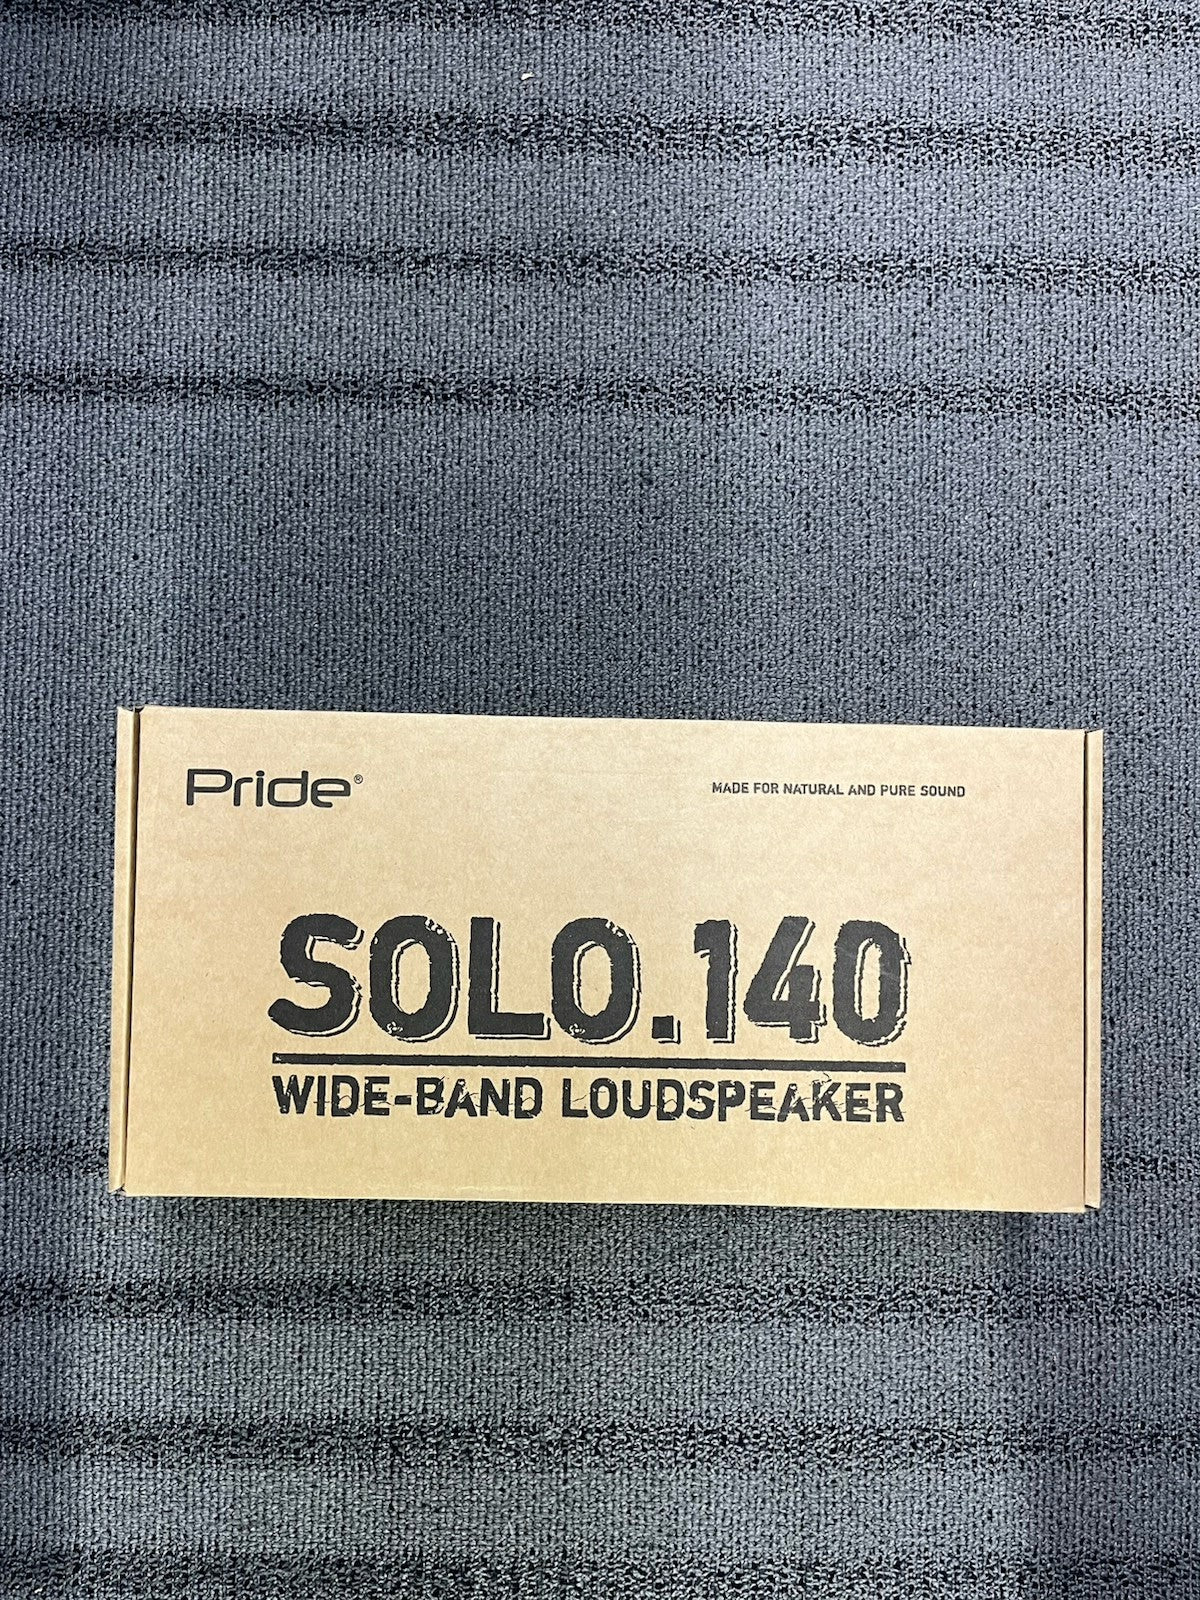 Pride®
MADE FOR NATURAL AND PURE SOUND
SOLO.140
WIDE-BAND LOUDSPEAKER